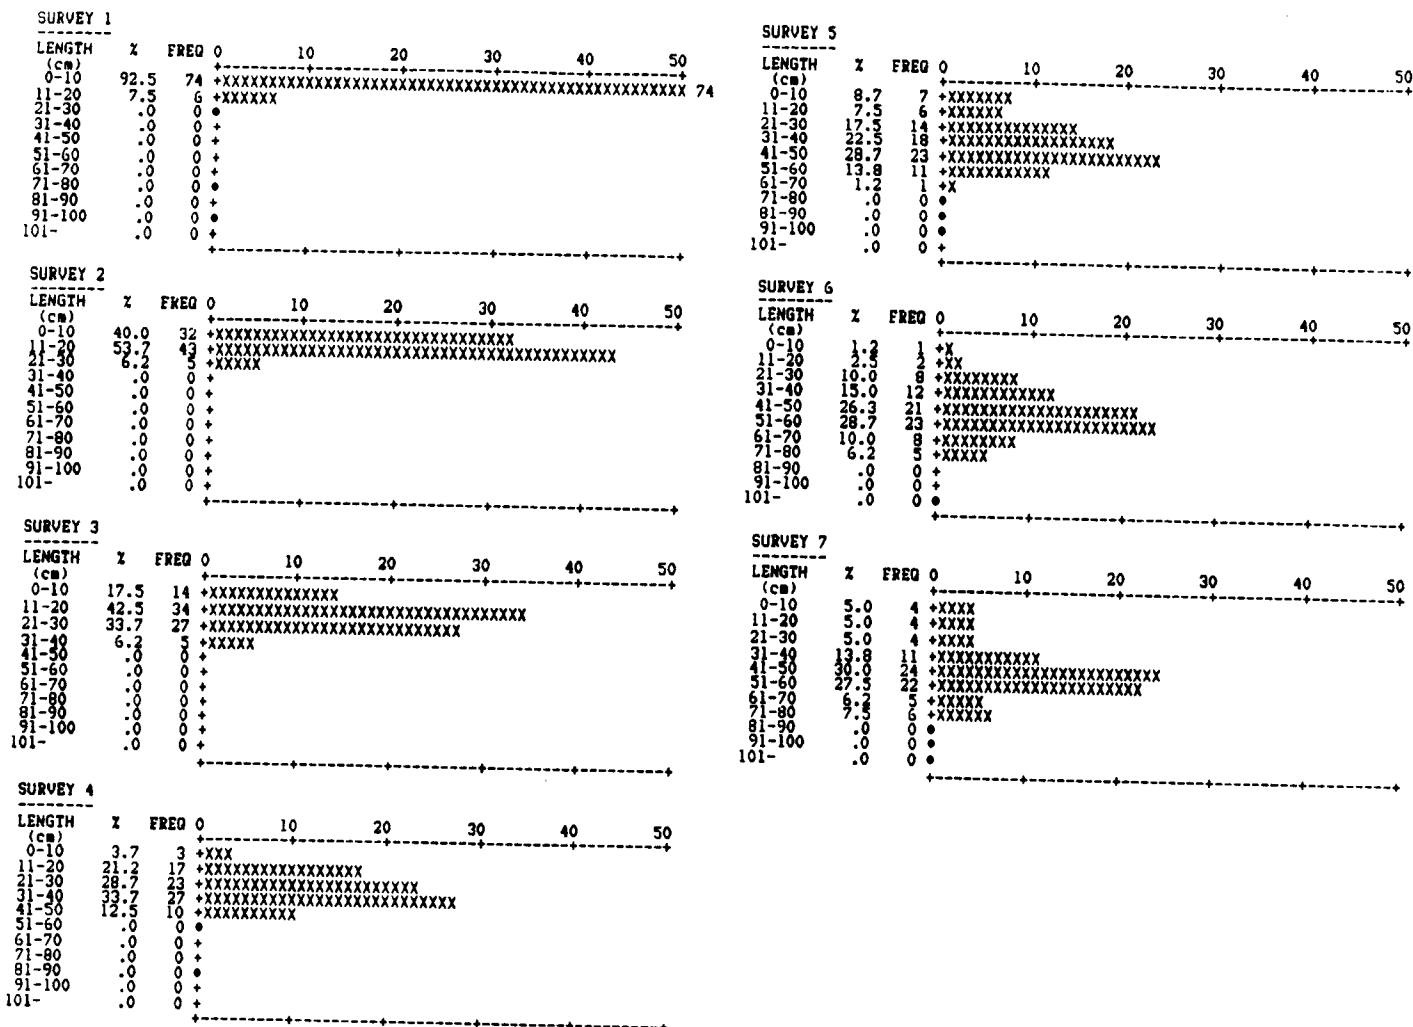 SURVEY 1
LENGTH % FREQ 0 10 20 30 40 50
(cm)
0-10 92.5 74 +XXXXXXXXXXXXXXXXXXXXXXXXXXXXXXXXXXXXXXXXXXXXXXXXXX 74
11-20 7.5 6 +XXXXXX
21-30 .0 0
31-40 .0 0 +
41-50 .0 0 +
51-60 .0 0 +
61-70 .0 0 +
71-80 .0 0
81-90 .0 0 +
91-100 .0 0
101- .0 0 +
SURVEY 2
LENGTH % FREQ 0 10 20 30 40 50
(cm)
0-10 40.0 32 +XXXXXXXXXXXXXXXXXXXXXXXXXXXXXXXX
11-20 53.7 43 +XXXXXXXXXXXXXXXXXXXXXXXXXXXXXXXXXXXXXXXXXXX
21-30 6.2 5 +XXXXX
31-40 .0 0 +
41-50 .0 0 +
51-60 .0 0 +
61-70 .0 0 +
71-80 .0 0 +
81-90 .0 0 +
91-100 .0 0 +
101- .0 0 +
SURVEY 3
LENGTH % FREQ 0 10 20 30 40 50
(cm)
0-10 17.5 14 +XXXXXXXXXXXXXX
11-20 42.5 34 +XXXXXXXXXXXXXXXXXXXXXXXXXXXXXXXXXX
21-30 33.7 27 +XXXXXXXXXXXXXXXXXXXXXXXXXXX
31-40 6.2 5 +XXXXX
41-50 .0 0 +
51-60 .0 0 +
61-70 .0 0 +
71-80 .0 0 +
81-90 .0 0 +
91-100 .0 0 +
101- .0 0 +
SURVEY 4
LENGTH % FREQ 0 10 20 30 40 50
(cm)
0-10 3.7 3 +XXX
11-20 21.2 17 +XXXXXXXXXXXXXXXXX
21-30 28.7 23 +XXXXXXXXXXXXXXXXXXXXXXX
31-40 33.7 27 +XXXXXXXXXXXXXXXXXXXXXXXXXXX
41-50 12.5 10 +XXXXXXXXXX
51-60 .0 0
61-70 .0 0 +
71-80 .0 0 +
81-90 .0 0
91-100 .0 0 +
101- .0 0 +
SURVEY 5
LENGTH % FREQ 0 10 20 30 40 50
(cm)
0-10 8.7 7 +XXXXXXX
11-20 7.5 6 +XXXXXX
21-30 17.5 14 +XXXXXXXXXXXXXX
31-40 22.5 18 +XXXXXXXXXXXXXXXXXX
41-50 28.7 23 +XXXXXXXXXXXXXXXXXXXXXXX
51-60 13.8 11 +XXXXXXXXXXX
61-70 1.2 1 +X
71-80 .0 0
81-90 .0 0
91-100 .0 0
101- .0 0 +
SURVEY 6
LENGTH % FREQ 0 10 20 30 40 50
(cm)
0-10 1.2 1 +X
11-20 2.5 2 +XX
21-30 10.0 8 +XXXXXXXX
31-40 15.0 12 +XXXXXXXXXXXX
41-50 26.3 21 +XXXXXXXXXXXXXXXXXXXXX
51-60 28.7 23 +XXXXXXXXXXXXXXXXXXXXXXX
61-70 10.0 8 +XXXXXXXX
71-80 6.2 5 +XXXXX
81-90 .0 0 +
91-100 .0 0 +
101- .0 0
SURVEY 7
LENGTH % FREQ 0 10 20 30 40 50
(cm)
0-10 5.0 4 +XXXX
11-20 5.0 4 +XXXX
21-30 5.0 4 +XXXX
31-40 13.8 11 +XXXXXXXXXXX
41-50 30.0 24 +XXXXXXXXXXXXXXXXXXXXXXXX
51-60 27.5 22 +XXXXXXXXXXXXXXXXXXXXXX
61-70 6.2 5 +XXXXX
71-80 7.5 6 +XXXXXX
81-90 .0 0
91-100 .0 0
101- .0 0